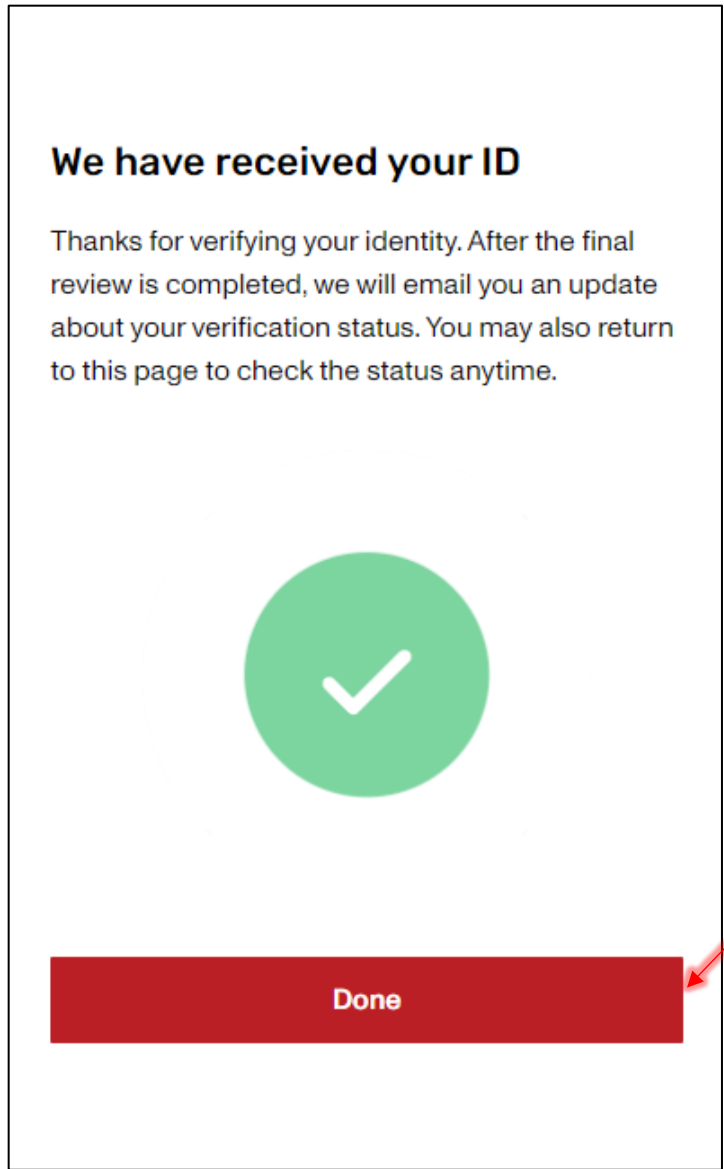 We have received your ID
Thanks for verifying your identity. After the final
review is completed, we will email you an update
about your verification status. You may also return
to this page to check the status anytime.
Done